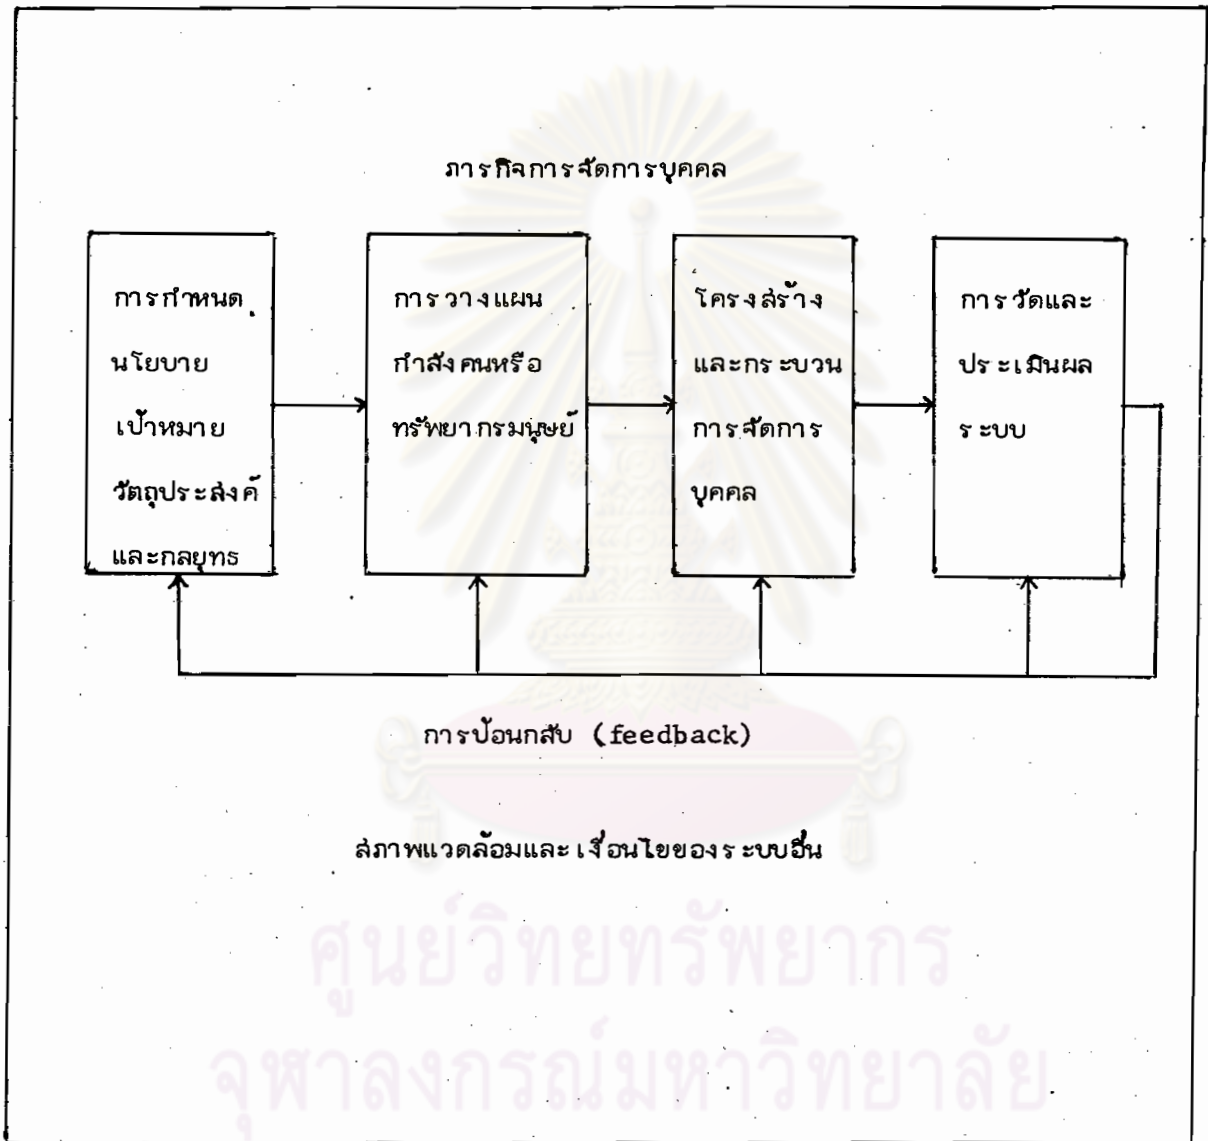 ภารกิจการจัดการบุคคล
การกำหนด
นโยบาย
เป้าหมาย
วัตถุประสงค์
และกลยุทธ
การวางแผน
กำลังคนหรือ
ทรัพยากรมนุษย์
โครงสร้าง
และกระบวน
การจัดการ
บุคคล
การวัดและ
ประเมินผล
ระบบ
การป้อนกลับ (feedback)
สภาพแวดล้อมและเงื่อนไขของระบบอื่น
ศูนย์วิทยทรัพยากร
จุฬาลงกรณ์มหาวิทยาลัย